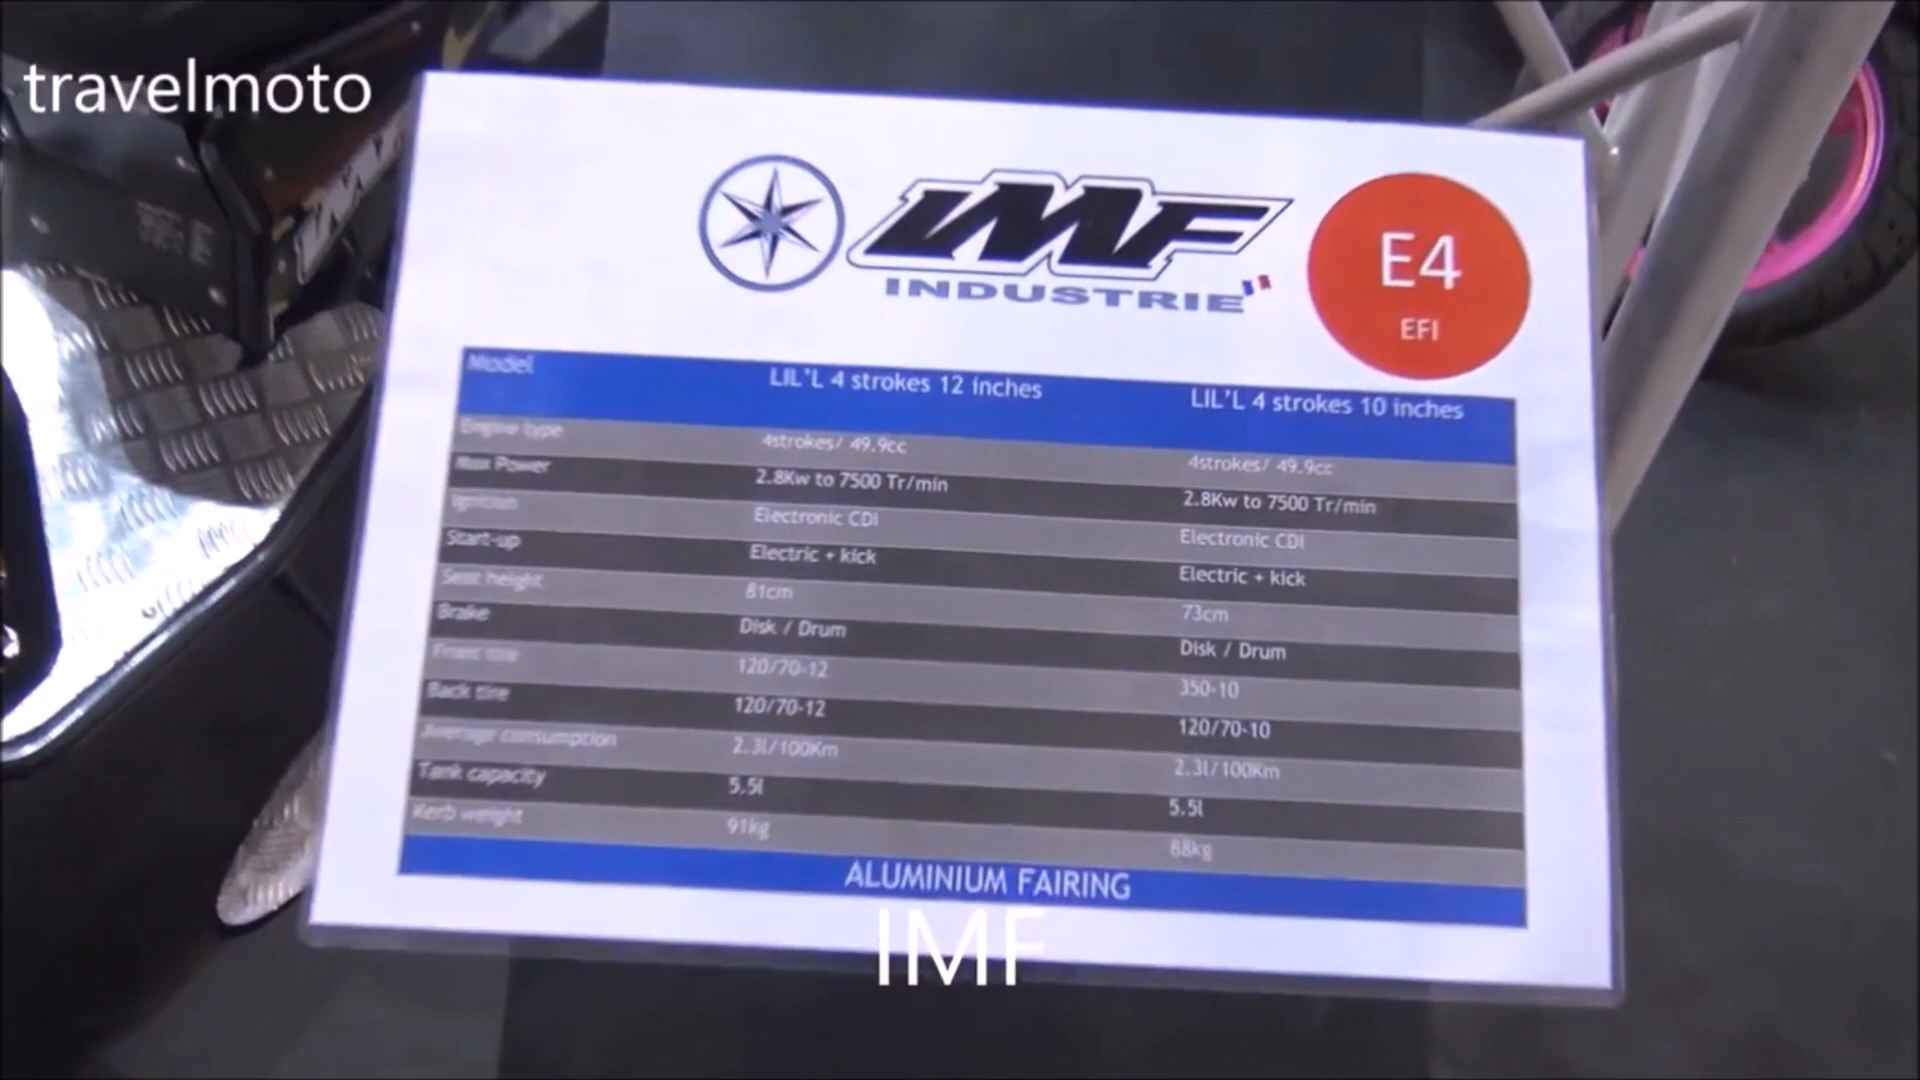 travelmoto
IMF
INDUSTRIE
E4
EFI
Model LIL'L 4 strokes 12 inches LIL'L 4 strokes 10 inches
Engine type 4strokes/ 49.9cc 4strokes/ 49.9cc
Max Power 2.8Kw to 7500 Tr/min 2.8Kw to 7500 Tr/min
Ignition Electronic CDI Electronic CDI
Start-up Electric + kick Electric + kick
Seat height 81cm 73cm
Brake Disk / Drum Disk / Drum
Front tire 120/70-12 350-10
Back tire 120/70-12 120/70-10
Average consumption 2.3l/100Km 2.3l/100Km
Tank capacity 5.5l 5.5l
Kerb weight 91kg 88kg
ALUMINIUM FAIRING
IMF